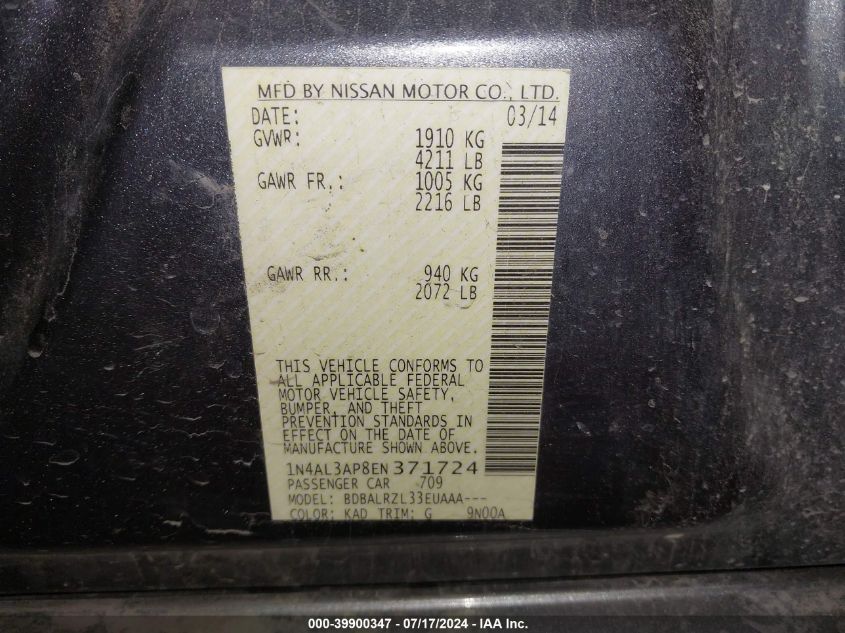 MFD BY NISSAN MOTOR CO., LTD.
DATE: 03/14
GVWR: 1910 KG
4211 LB
GAWR FR.: 1005 KG
2216 LB
GAWR RR.: 940 KG
2072 LB
THIS VEHICLE CONFORMS TO
ALL APPLICABLE FEDERAL
MOTOR VEHICLE SAFETY,
BUMPER, AND THEFT
PREVENTION STANDARDS IN
EFFECT ON THE DATE OF
MANUFACTURE SHOWN ABOVE.
1N4AL3AP8EN371724
PASSENGER CAR 709
MODEL: BDBALRZL33EUAAA---
COLOR: KAD TRIM: G 9N00A
000-39900347 - 07/17/2024 - IAA Inc.